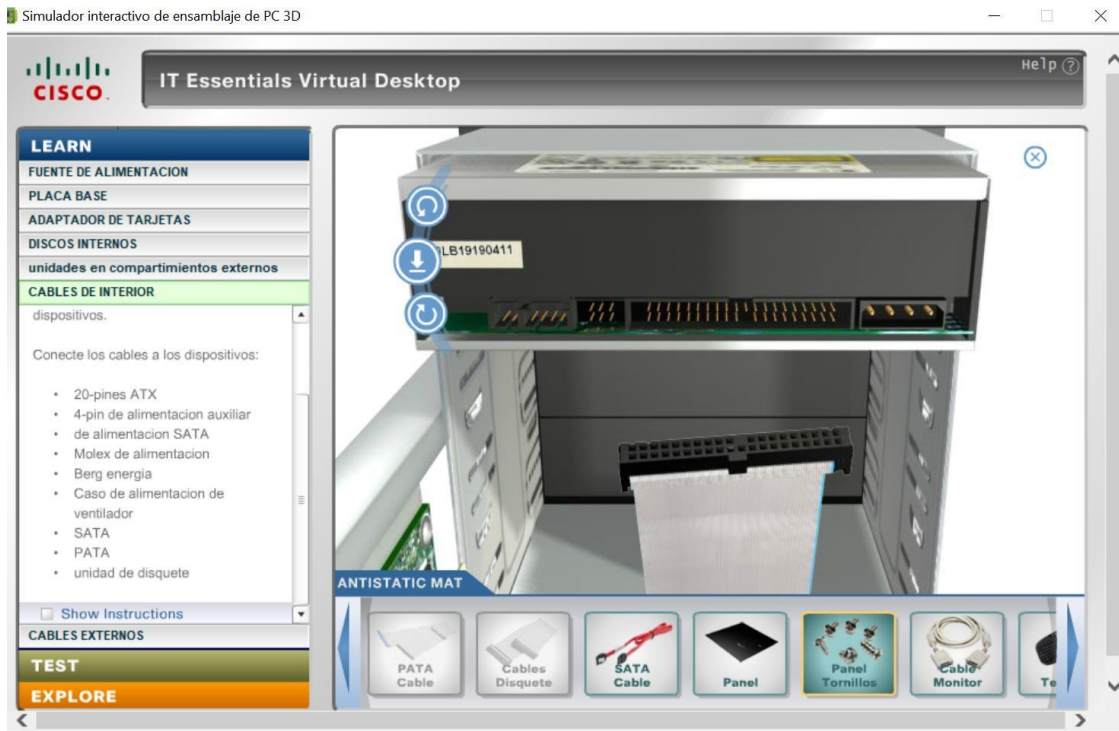 Simulador interactivo de ensamblaje de PC 3D
CISCO.
IT Essentials Virtual Desktop
Help ?
LEARN
FUENTE DE ALIMENTACION
PLACA BASE
ADAPTADOR DE TARJETAS
DISCOS INTERNOS
unidades en compartimientos externos
CABLES DE INTERIOR
dispositivos.
Conecte los cables a los dispositivos:
• 20-pines ATX
• 4-pin de alimentacion auxiliar
• de alimentacion SATA
• Molex de alimentacion
• Berg energia
• Caso de alimentacion de
ventilador
• SATA
• PATA
• unidad de disquete
Show Instructions
CABLES EXTERNOS
TEST
EXPLORE
LB19190411
ANTISTATIC MAT
PATA
Cable
Cables
Disquete
SATA
Cable
Panel
Panel
Tornillos
Cable
Monitor
Te